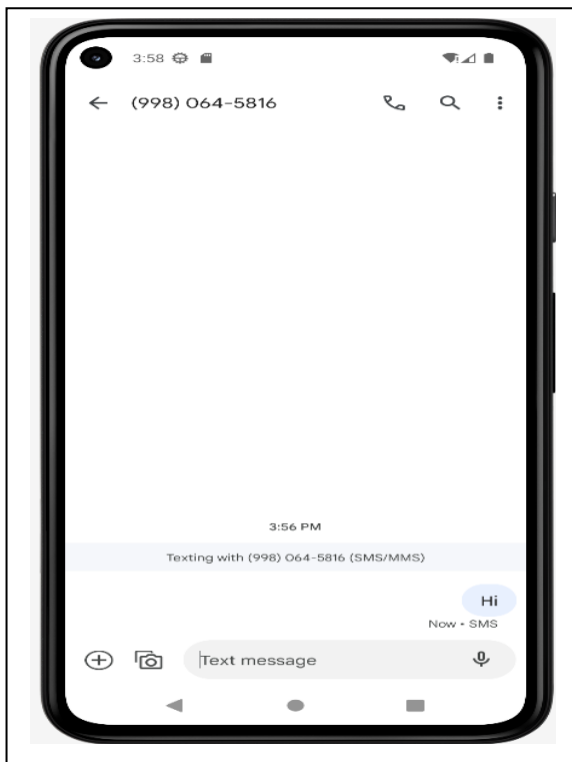 3:58
(998) 064-5816
3:56 PM
Texting with (998) 064-5816 (SMS/MMS)
Hi
Now • SMS
Text message